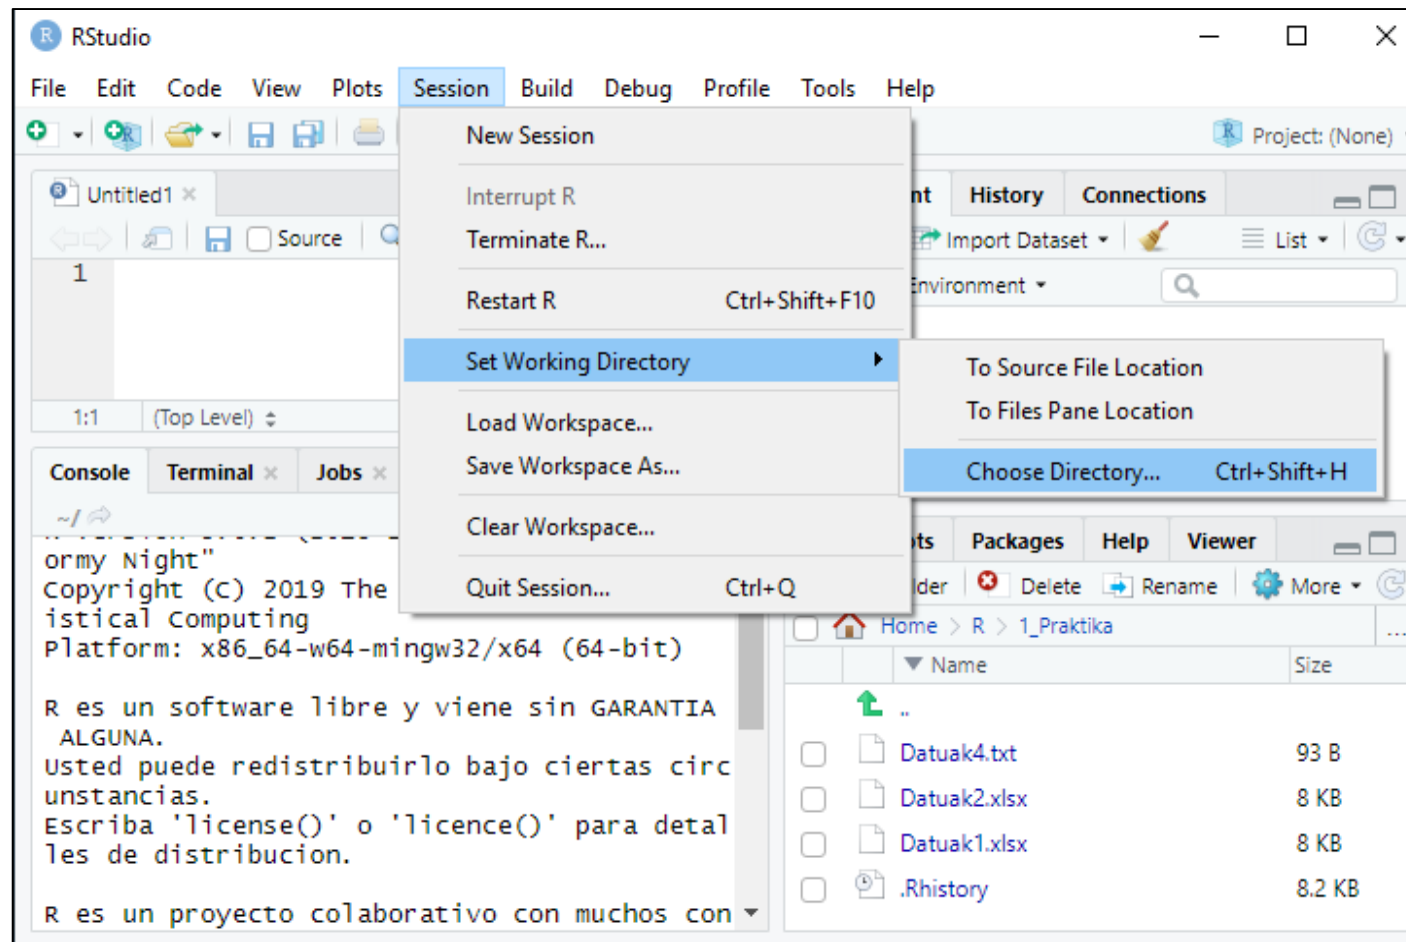 RStudio
File Edit Code View Plots Session Build Debug Profile Tools Help
Project: (None)
New Session
Interrupt R
Terminate R...
Restart R Ctrl+Shift+F10
Set Working Directory
Load Workspace...
Save Workspace As...
Clear Workspace...
Quit Session... Ctrl+Q
To Source File Location
To Files Pane Location
Choose Directory... Ctrl+Shift+H
Untitled1
Source
1
1:1 (Top Level)
History Connections
Import Dataset List
Environment
Console Terminal Jobs
~/
ormy Night"
Copyright (C) 2019 The
istical Computing
Platform: x86_64-w64-mingw32/x64 (64-bit)
R es un software libre y viene sin GARANTIA
ALGUNA.
Usted puede redistribuirlo bajo ciertas circ
unstancias.
Escriba 'license()' o 'licence()' para detal
les de distribucion.
R es un proyecto colaborativo con muchos con
Packages Help Viewer
Delete Rename More
Home > R > 1_Praktika ...
Name Size
..
Datuak4.txt 93 B
Datuak2.xlsx 8 KB
Datuak1.xlsx 8 KB
.Rhistory 8.2 KB